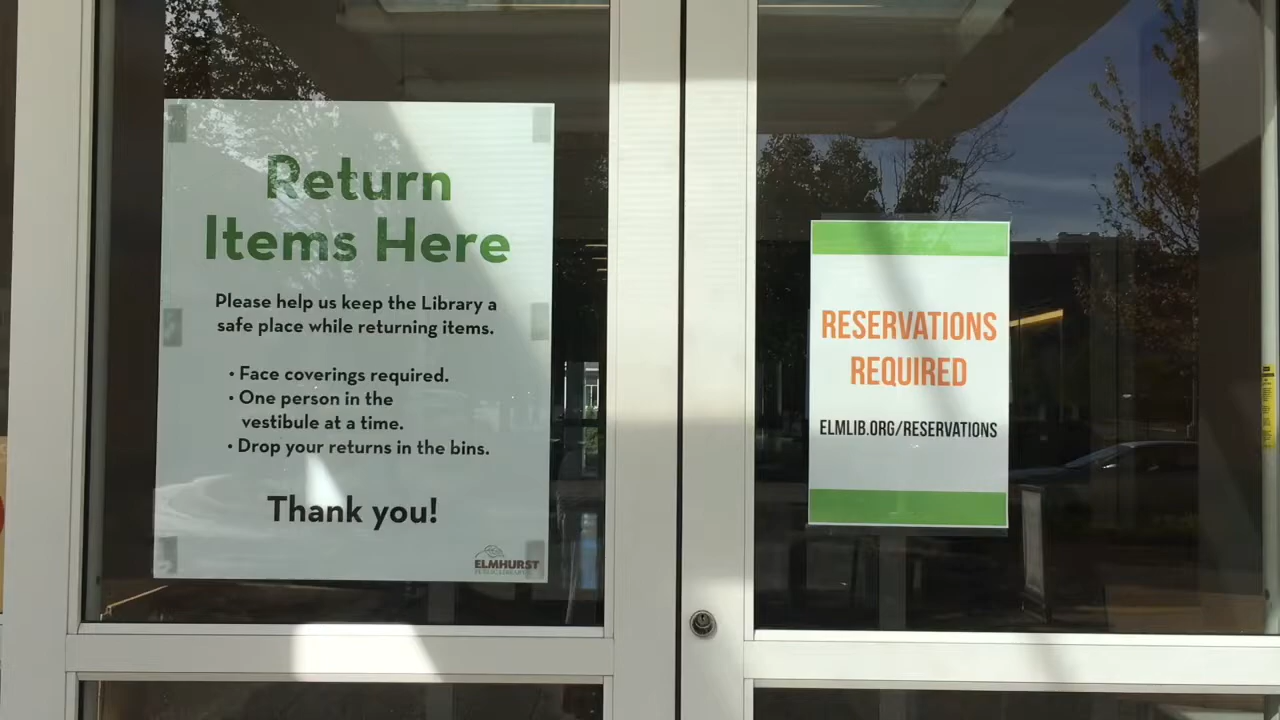 Return
Items Here
Please help us keep the Library a
safe place while returning items.
• Face coverings required.
• One person in the
vestibule at a time.
• Drop your returns in the bins.
Thank you!
ELMHURST
RESERVATIONS
REQUIRED
ELMLIB.ORG/RESERVATIONS